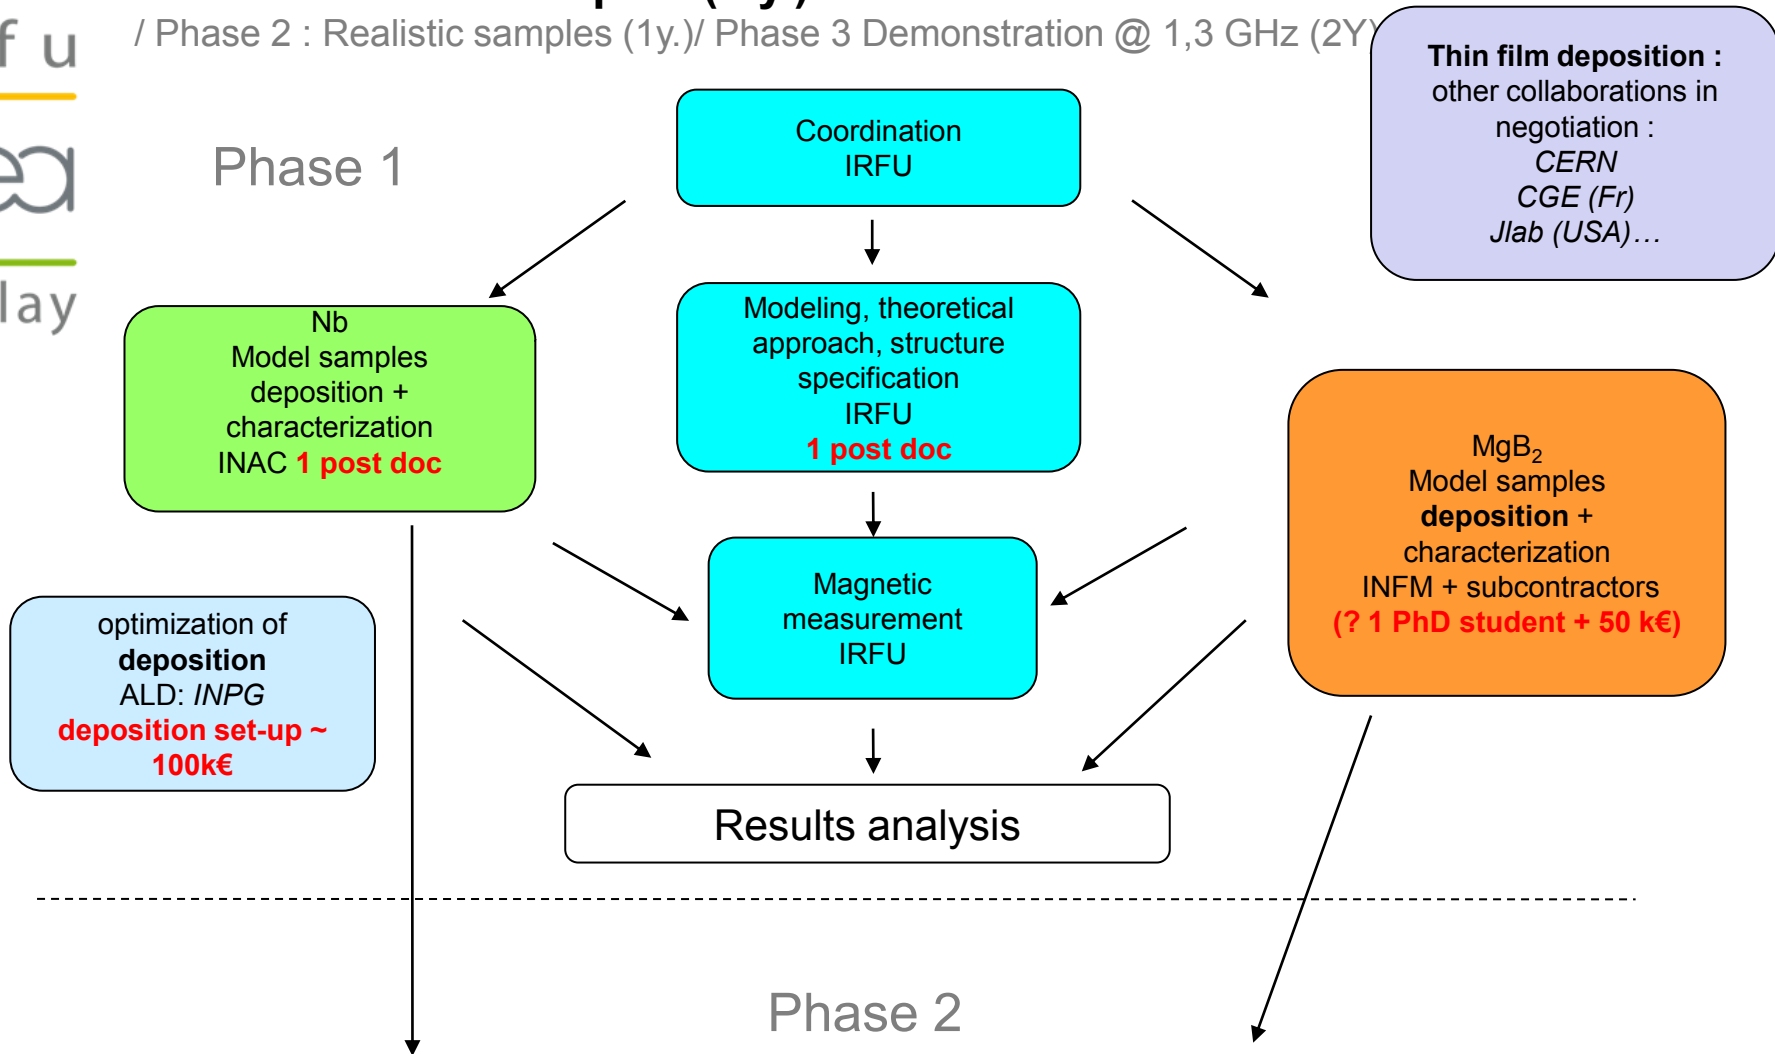 / Phase 2 : Realistic samples (1y.)/ Phase 3 Demonstration @ 1,3 GHz (2Y)
f u
ea
lay
Phase 1
Coordination
IRFU
Thin film deposition :
other collaborations in
negotiation :
CERN
CGE (Fr)
Jlab (USA)…
Nb
Model samples
deposition +
characterization
INAC 1 post doc
Modeling, theoretical
approach, structure
specification
IRFU
1 post doc
MgB₂
Model samples
deposition +
characterization
INFM + subcontractors
(? 1 PhD student + 50 k€)
Magnetic
measurement
IRFU
optimization of
deposition
ALD: INPG
deposition set-up ~
100k€
Results analysis
Phase 2